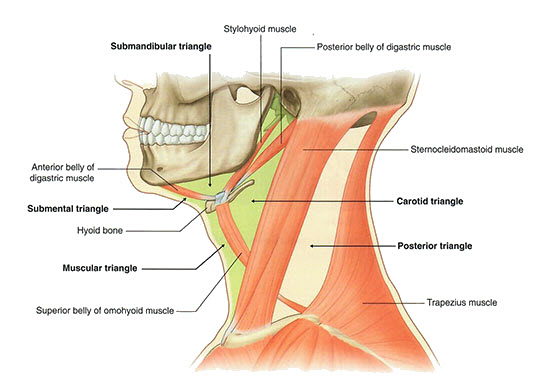 Stylohyoid muscle
Submandibular triangle
Posterior belly of digastric muscle
Sternocleidomastoid muscle
Anterior belly of
digastric muscle
Submental triangle
Carotid triangle
Hyoid bone
Posterior triangle
Muscular triangle
Superior belly of omohyoid muscle
Trapezius muscle